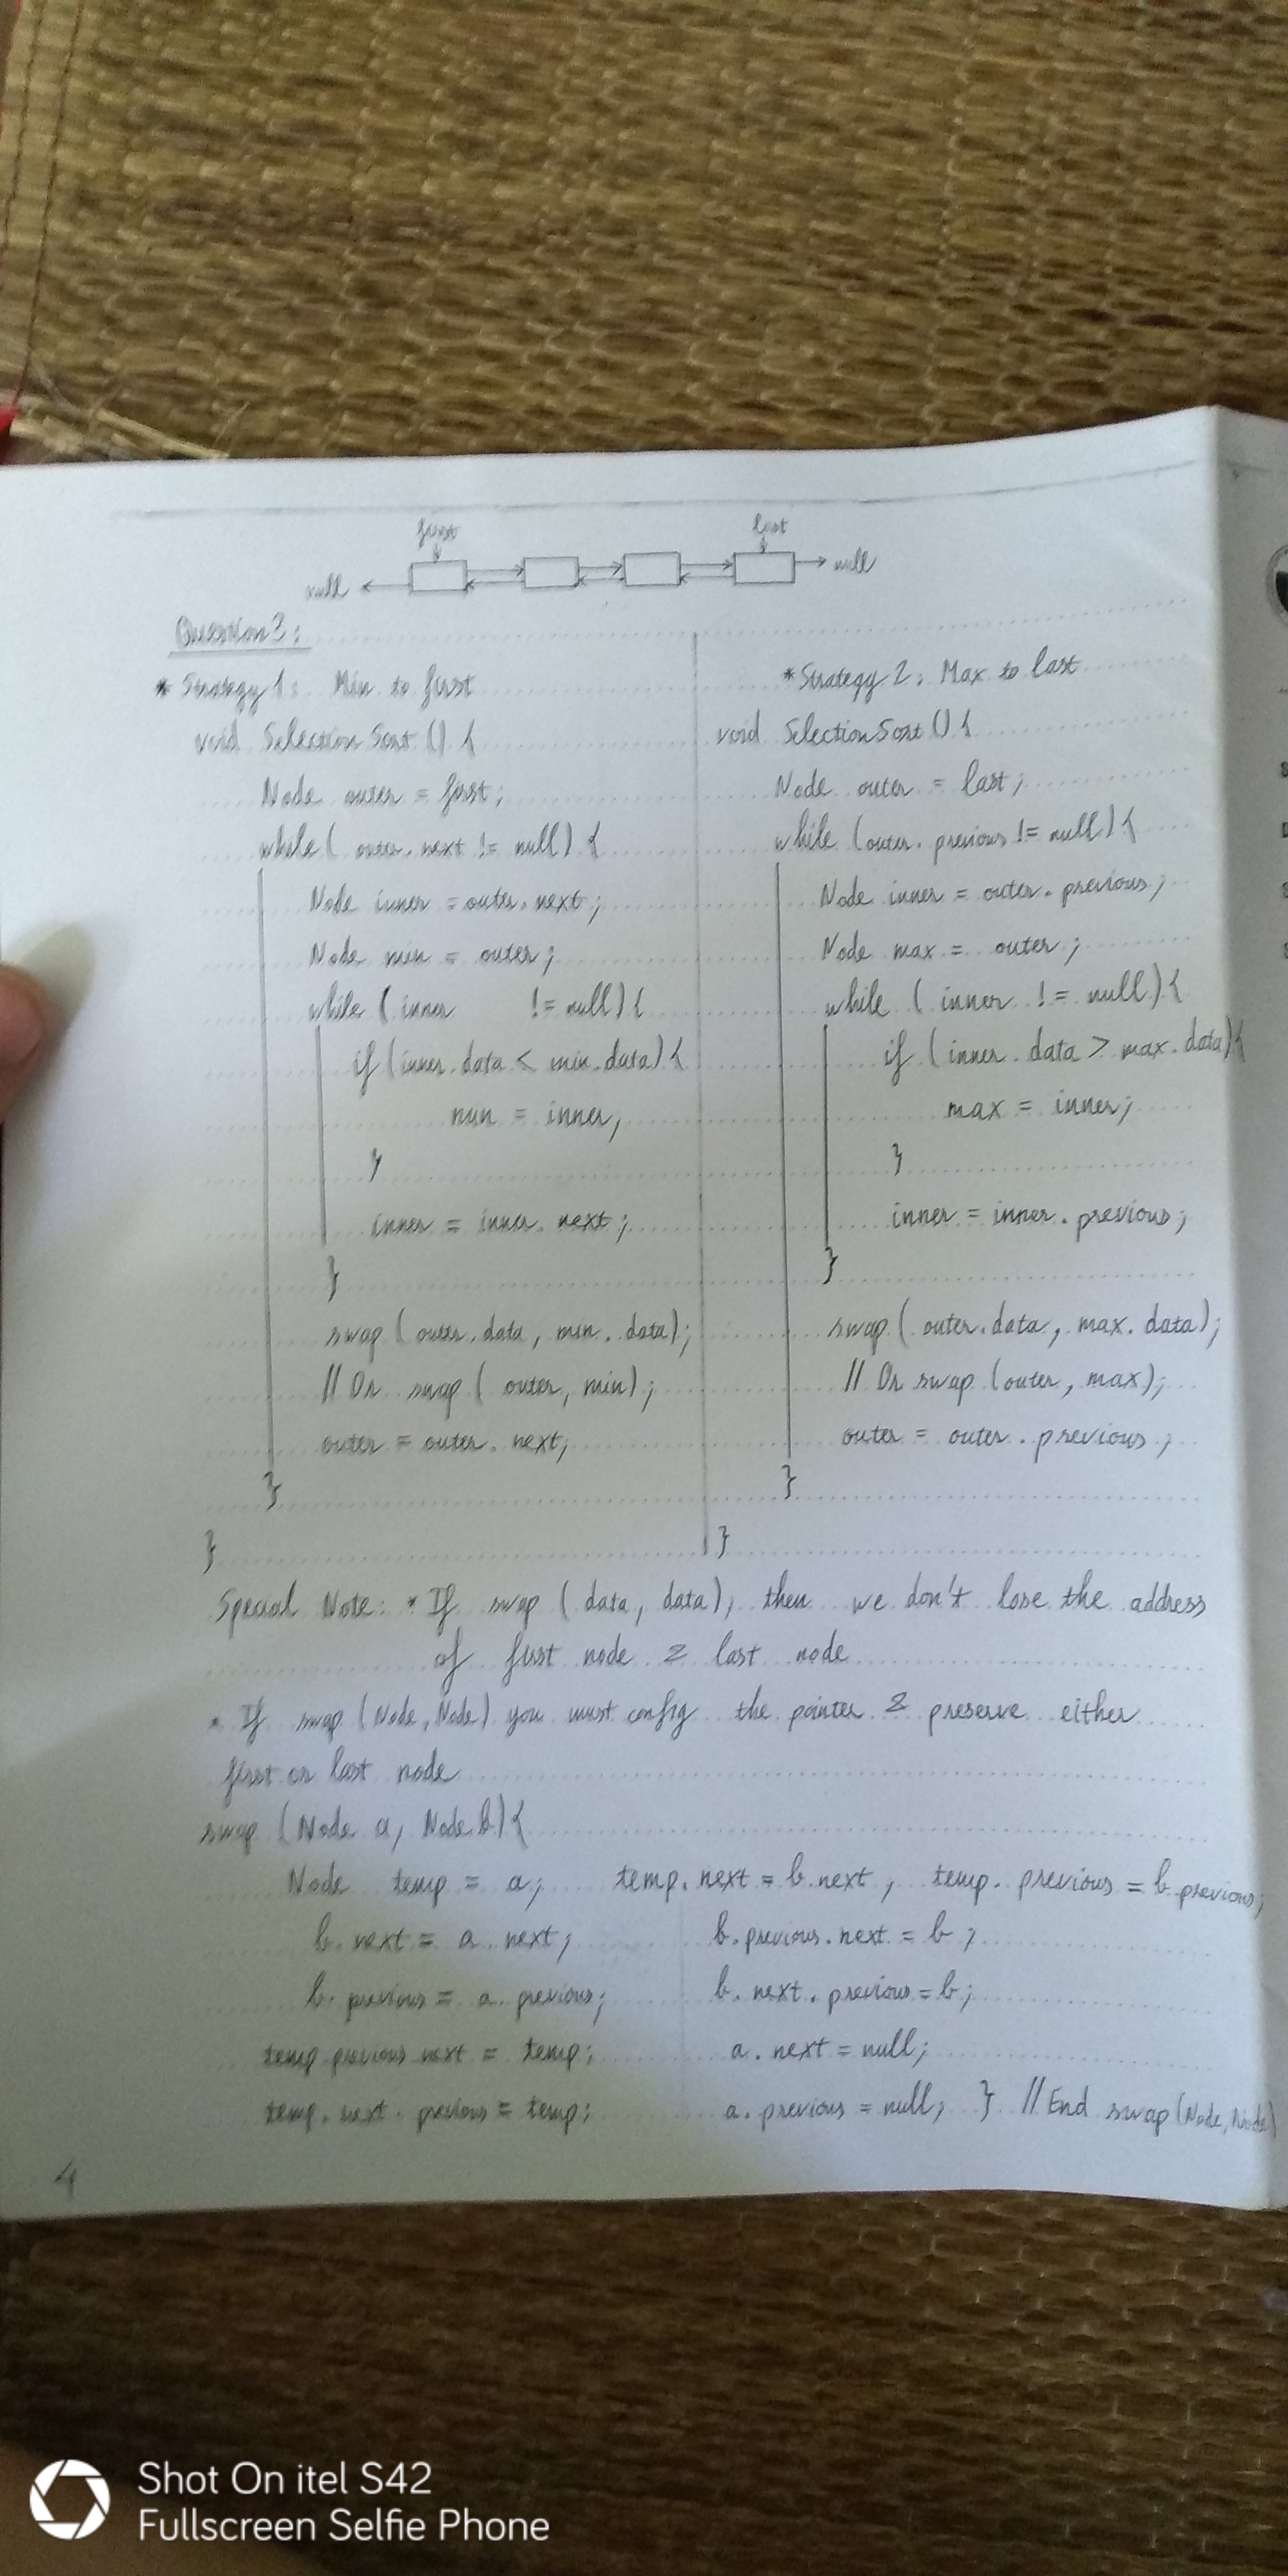 first last
null null
Question 3:
* Strategy 1: Min to first
void SelectionSort () {
Node outer = first;
while ( outer.next != null) {
Node inner = outer.next;
Node min = outer;
while ( inner != null) {
if (inner.data < min.data) {
min = inner;
}
inner = inner.next;
}
swap ( outer.data, min.data);
// Or swap ( outer, min);
outer = outer.next;
}
}
* Strategy 2: Max to last
void SelectionSort () {
Node outer = last;
while (outer.previous != null) {
Node inner = outer.previous;
Node max = outer;
while ( inner != null) {
if (inner.data > max.data) {
max = inner;
}
inner = inner.previous;
}
swap ( outer.data, max.data);
// Or swap (outer, max);
outer = outer.previous;
}
}
Special Note: * If swap ( data, data), then we don't lose the address
of first node & last node
* If swap (Node, Node) you must config the pointer & preserve either
first or last node
swap (Node a, Node b) {
Node temp = a; temp.next = b.next, temp.previous = b.previous;
b.next = a.next; b.previous.next = b;
b.previous = a.previous; b.next.previous = b;
temp previous next = temp; a.next = null;
temp.next.previous = temp; a.previous = null; } // End swap (Node, Node)
4
Shot On itel S42
Fullscreen Selfie Phone